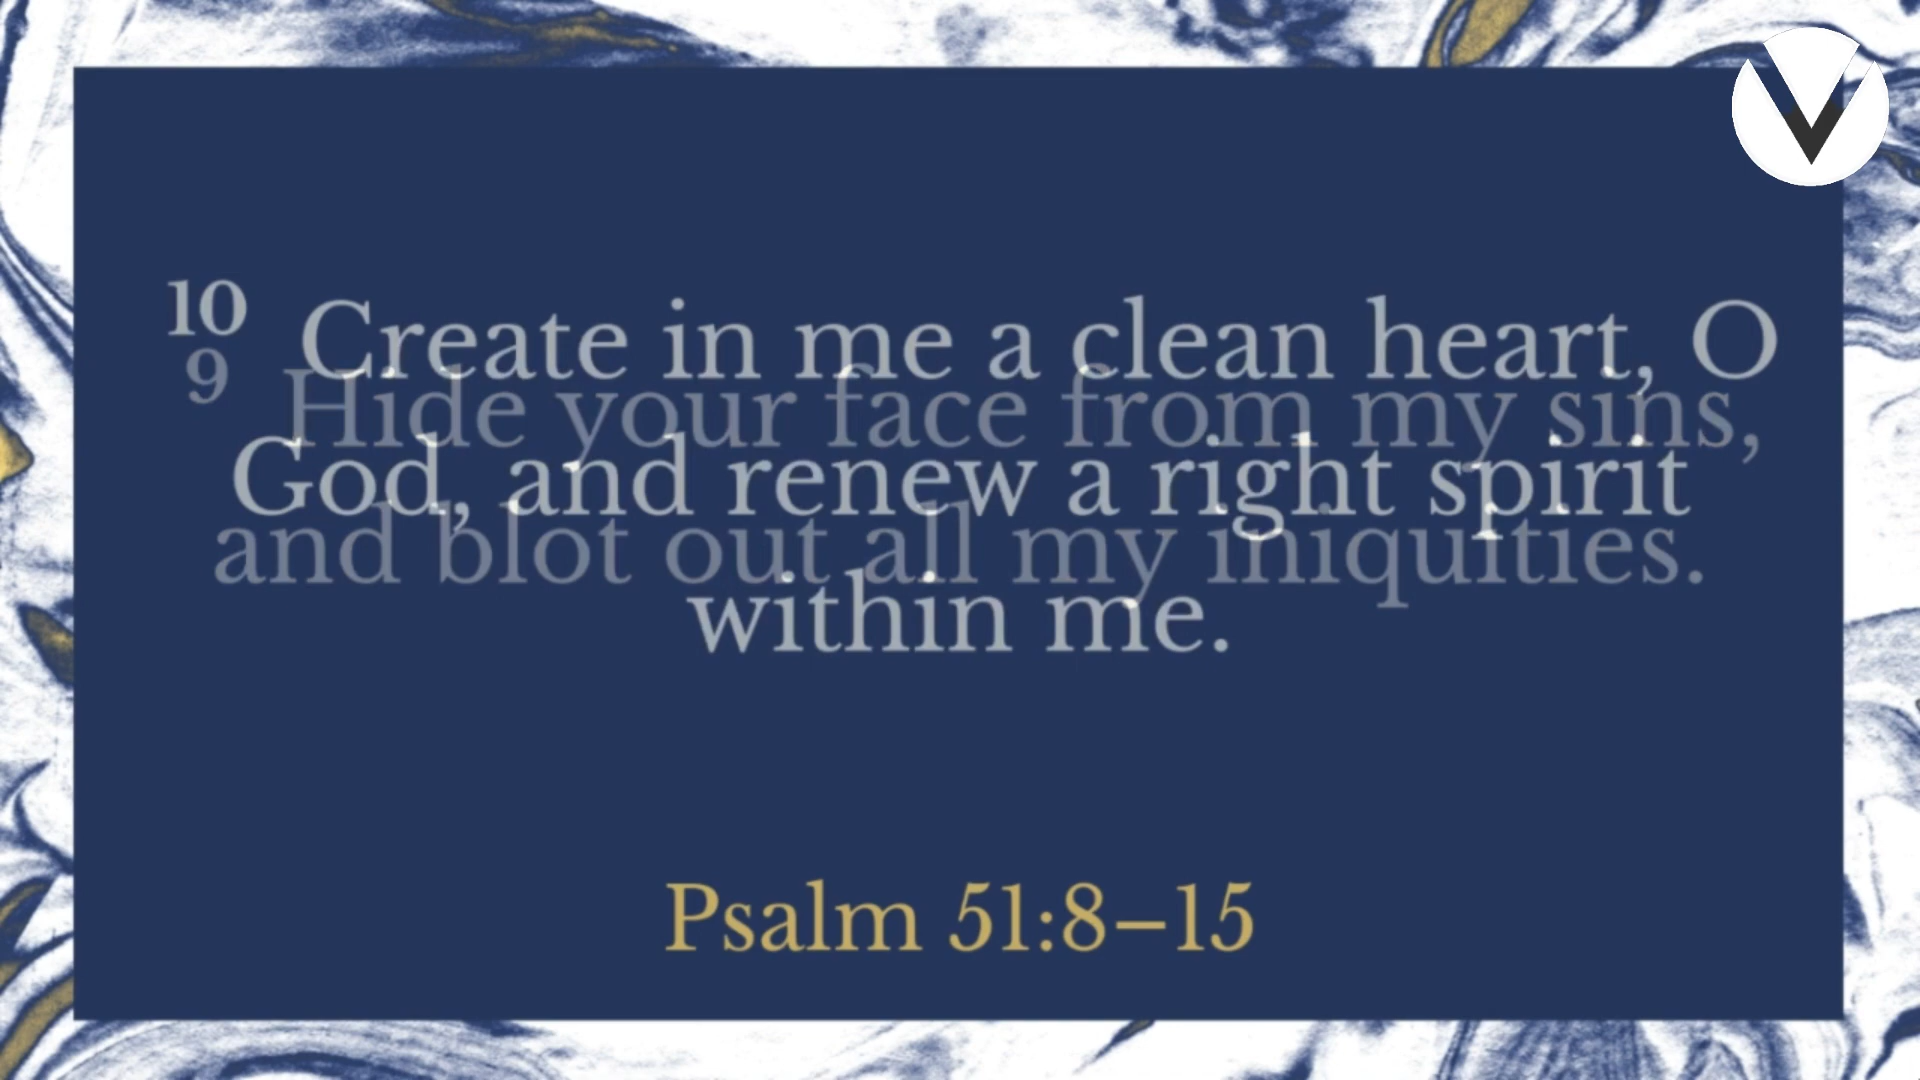 10 Create in me a clean heart, O
9 Hide your face from my sins,
God, and renew a right spirit
and blot out all my iniquities.
within me.
Psalm 51:8–15